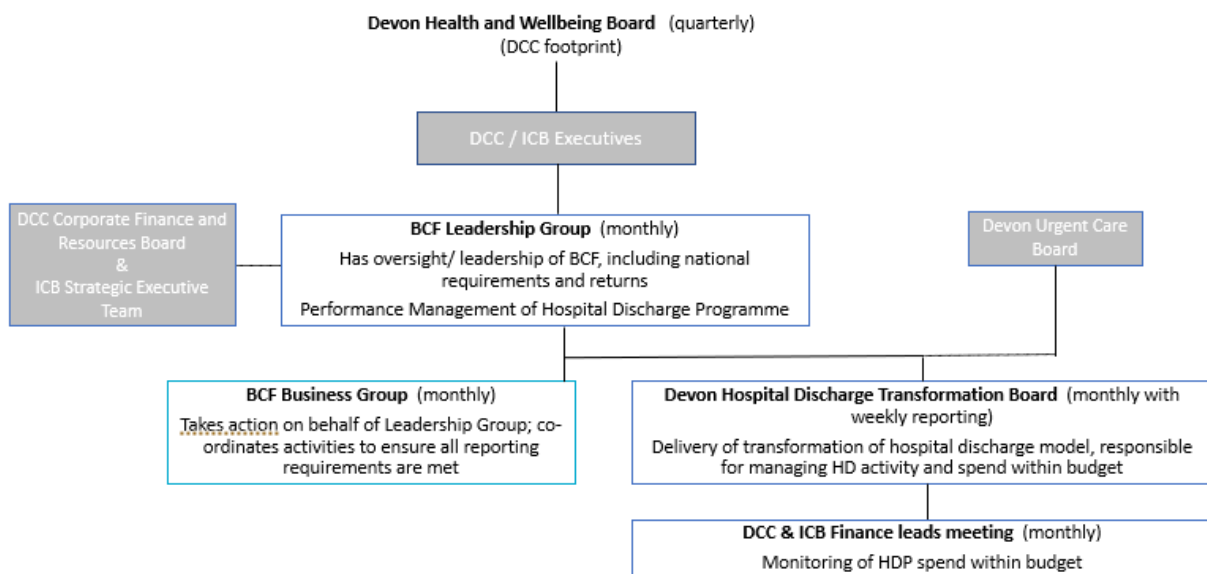 Devon Health and Wellbeing Board (quarterly)
(DCC footprint)
DCC / ICB Executives
DCC Corporate Finance and
Resources Board
&
ICB Strategic Executive
Team
BCF Leadership Group (monthly)
Has oversight/ leadership of BCF, including national
requirements and returns
Performance Management of Hospital Discharge Programme
Devon Urgent Care
Board
BCF Business Group (monthly)
Takes action on behalf of Leadership Group; co-
ordinates activities to ensure all reporting
requirements are met
Devon Hospital Discharge Transformation Board (monthly with
weekly reporting)
Delivery of transformation of hospital discharge model, responsible
for managing HD activity and spend within budget
DCC & ICB Finance leads meeting (monthly)
Monitoring of HDP spend within budget